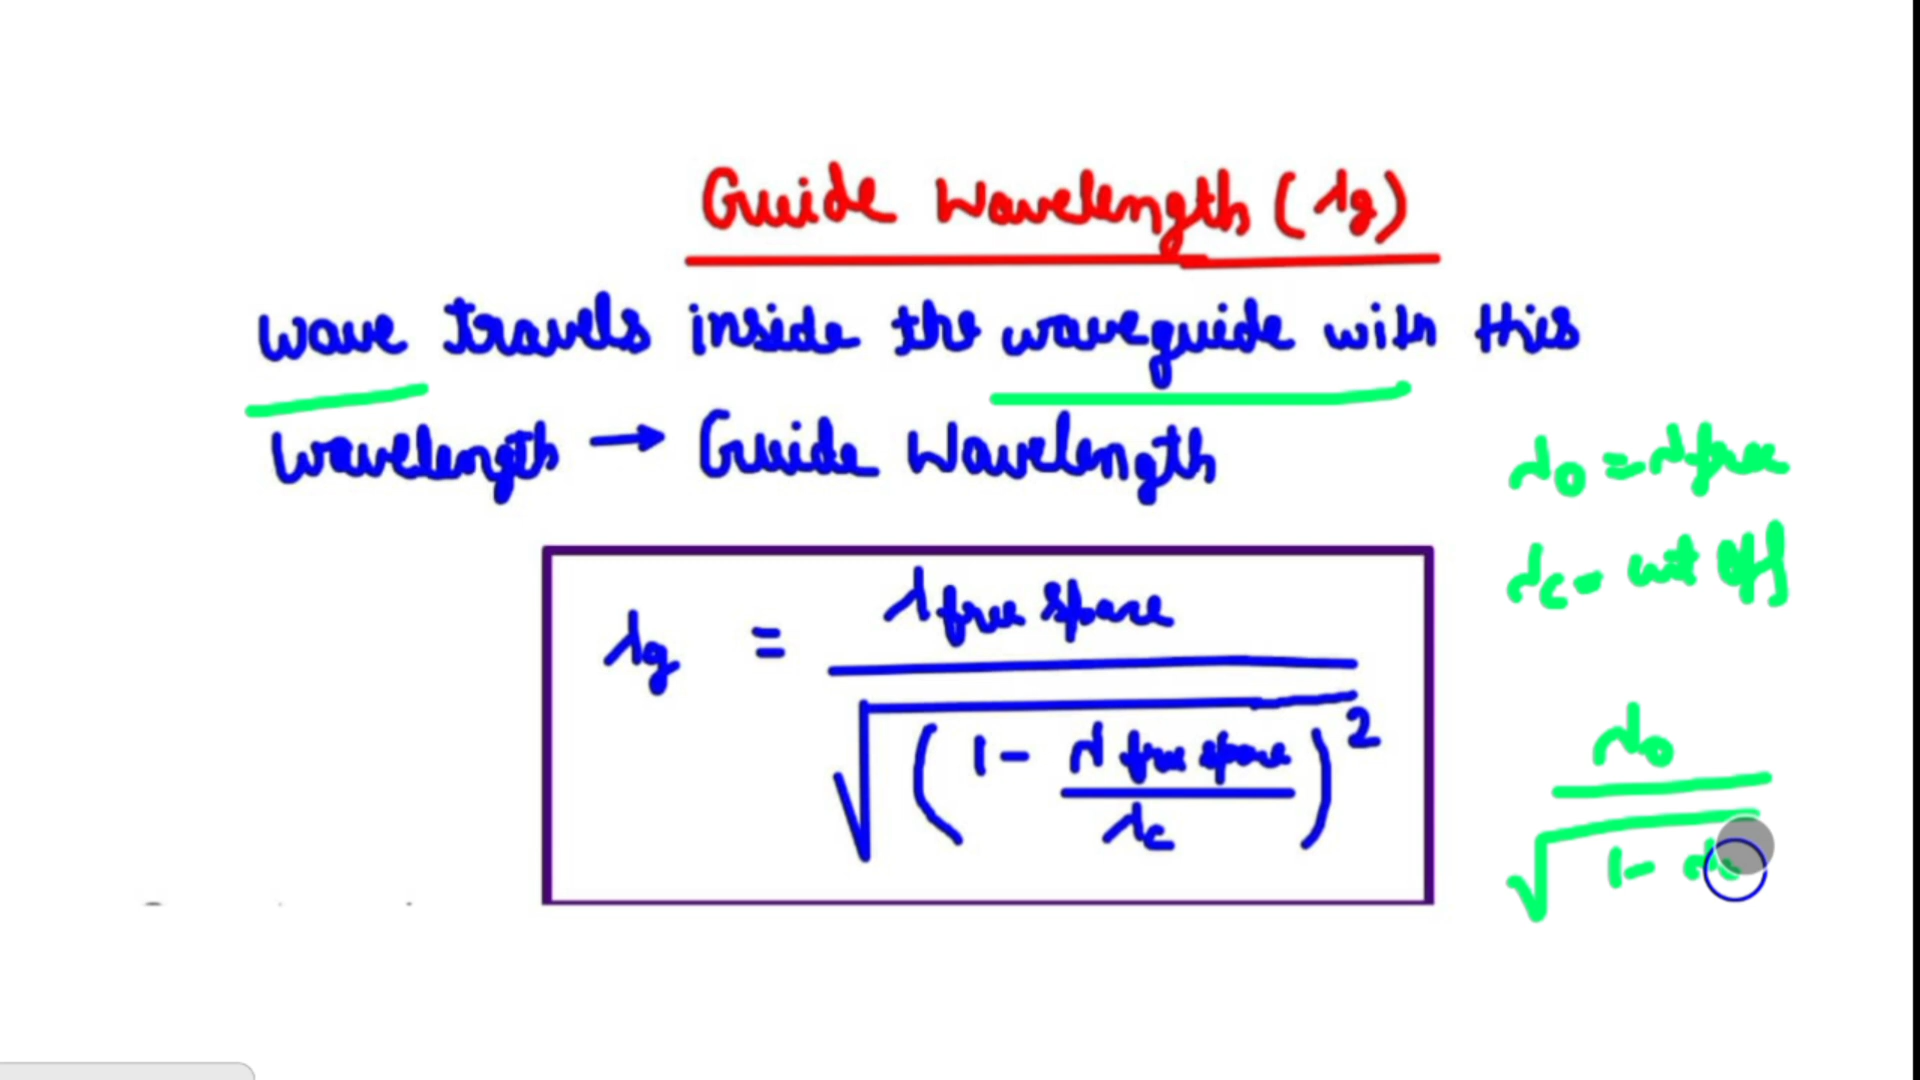 Guide Wavelength (λg)
wave travels inside the waveguide with this
wavelength → Guide Wavelength
λ0 = λfree
λc = cut off
λg = λfree space
√(1 - λfree space / λc)²
λ0
√1 - λ